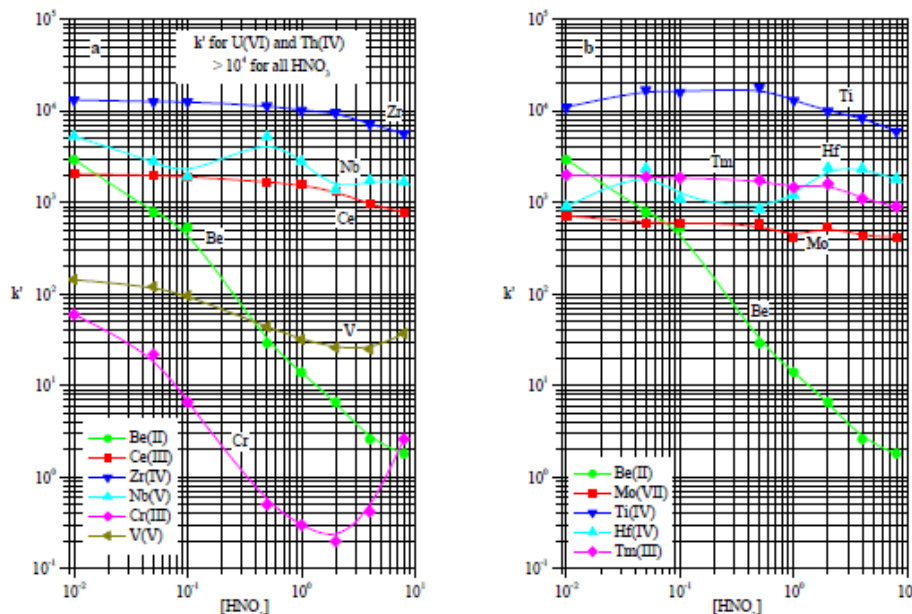 a
k' for U(VI) and Th(IV)
> 10⁴ for all HNO₃
10⁵
10⁴
10³
10²
10¹
10⁰
10⁻¹
k'
Zr
Nb
Ce
Be
V
Cr
Be(II)
Ce(III)
Zr(IV)
Nb(V)
Cr(III)
V(V)
10⁻² 10⁻¹ 10⁰ 10¹
[HNO₃]
b
10⁵
10⁴
10³
10²
10¹
10⁰
10⁻¹
k'
Ti
Tm
Hf
Mo
Be
Be(II)
Mo(VII)
Ti(IV)
Hf(IV)
Tm(III)
10⁻² 10⁻¹ 10⁰ 10¹
[HNO₃]